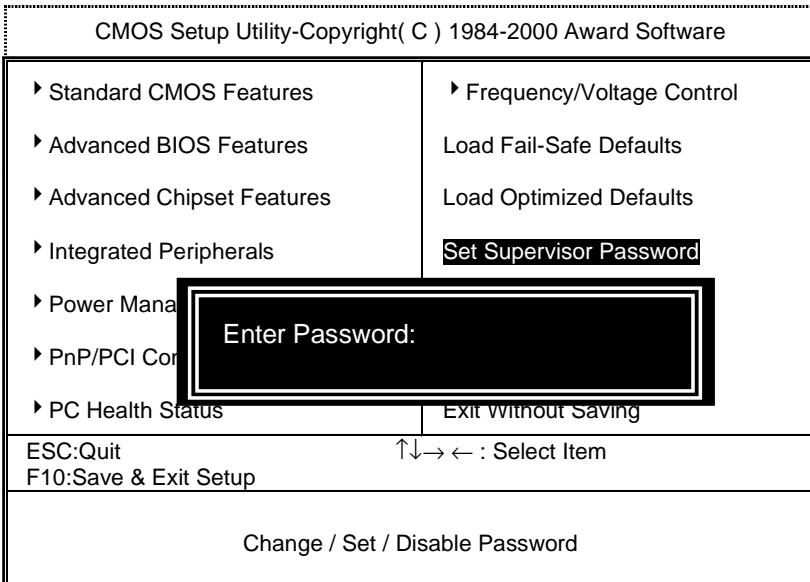 CMOS Setup Utility-Copyright( C ) 1984-2000 Award Software
Standard CMOS Features
Advanced BIOS Features
Advanced Chipset Features
Integrated Peripherals
Power Mana
PnP/PCI Cor
PC Health Status
Frequency/Voltage Control
Load Fail-Safe Defaults
Load Optimized Defaults
Set Supervisor Password
Enter Password:
Exit Without Saving
ESC:Quit ↑↓→ ← : Select Item
F10:Save & Exit Setup
Change / Set / Disable Password